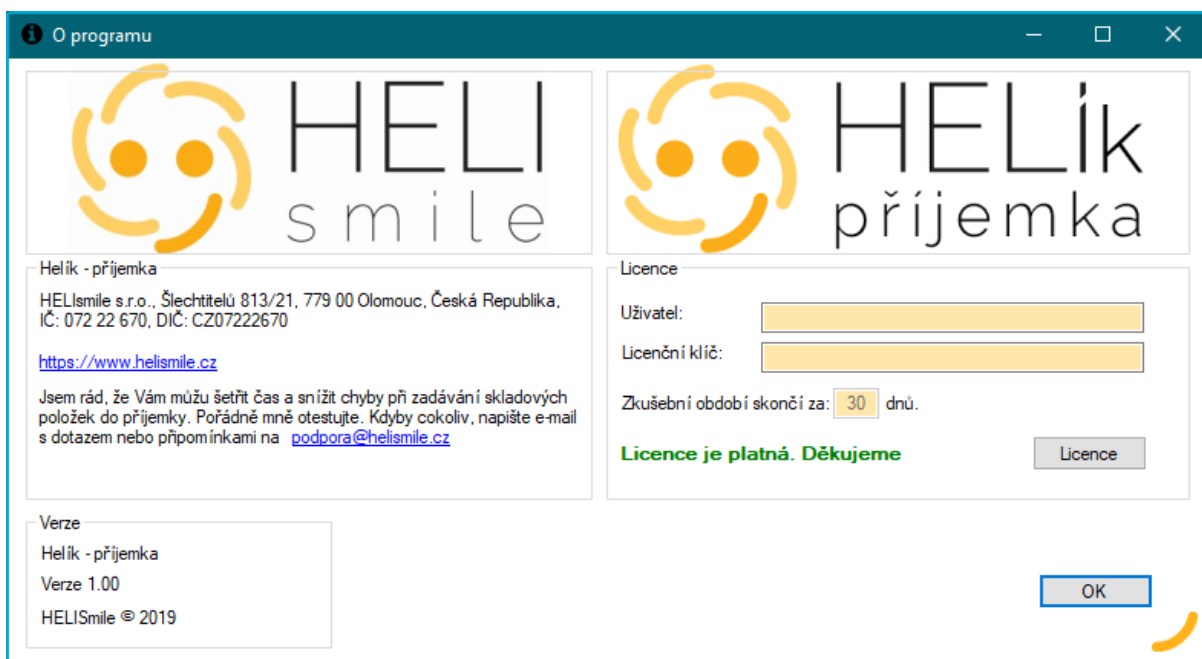 O programu
HELI
smile
HELík
příjemka
Helík - příjemka
HELIsmile s.r.o., Šlechtitelů 813/21, 779 00 Olomouc, Česká Republika,
IČ: 072 22 670, DIČ: CZ07222670
https://www.helismile.cz
Jsem rád, že Vám můžu šetřit čas a snížit chyby při zadávání skladových
položek do příjemky. Pořádně mně otestujte. Kdyby cokoliv, napište e-mail
s dotazem nebo připomínkami na podpora@helismile.cz
Licence
Uživatel:
Licenční klíč:
Zkušební období skončí za: 30 dnů.
Licence je platná. Děkujeme
Licence
Verze
Helík - příjemka
Verze 1.00
HELISmile © 2019
OK